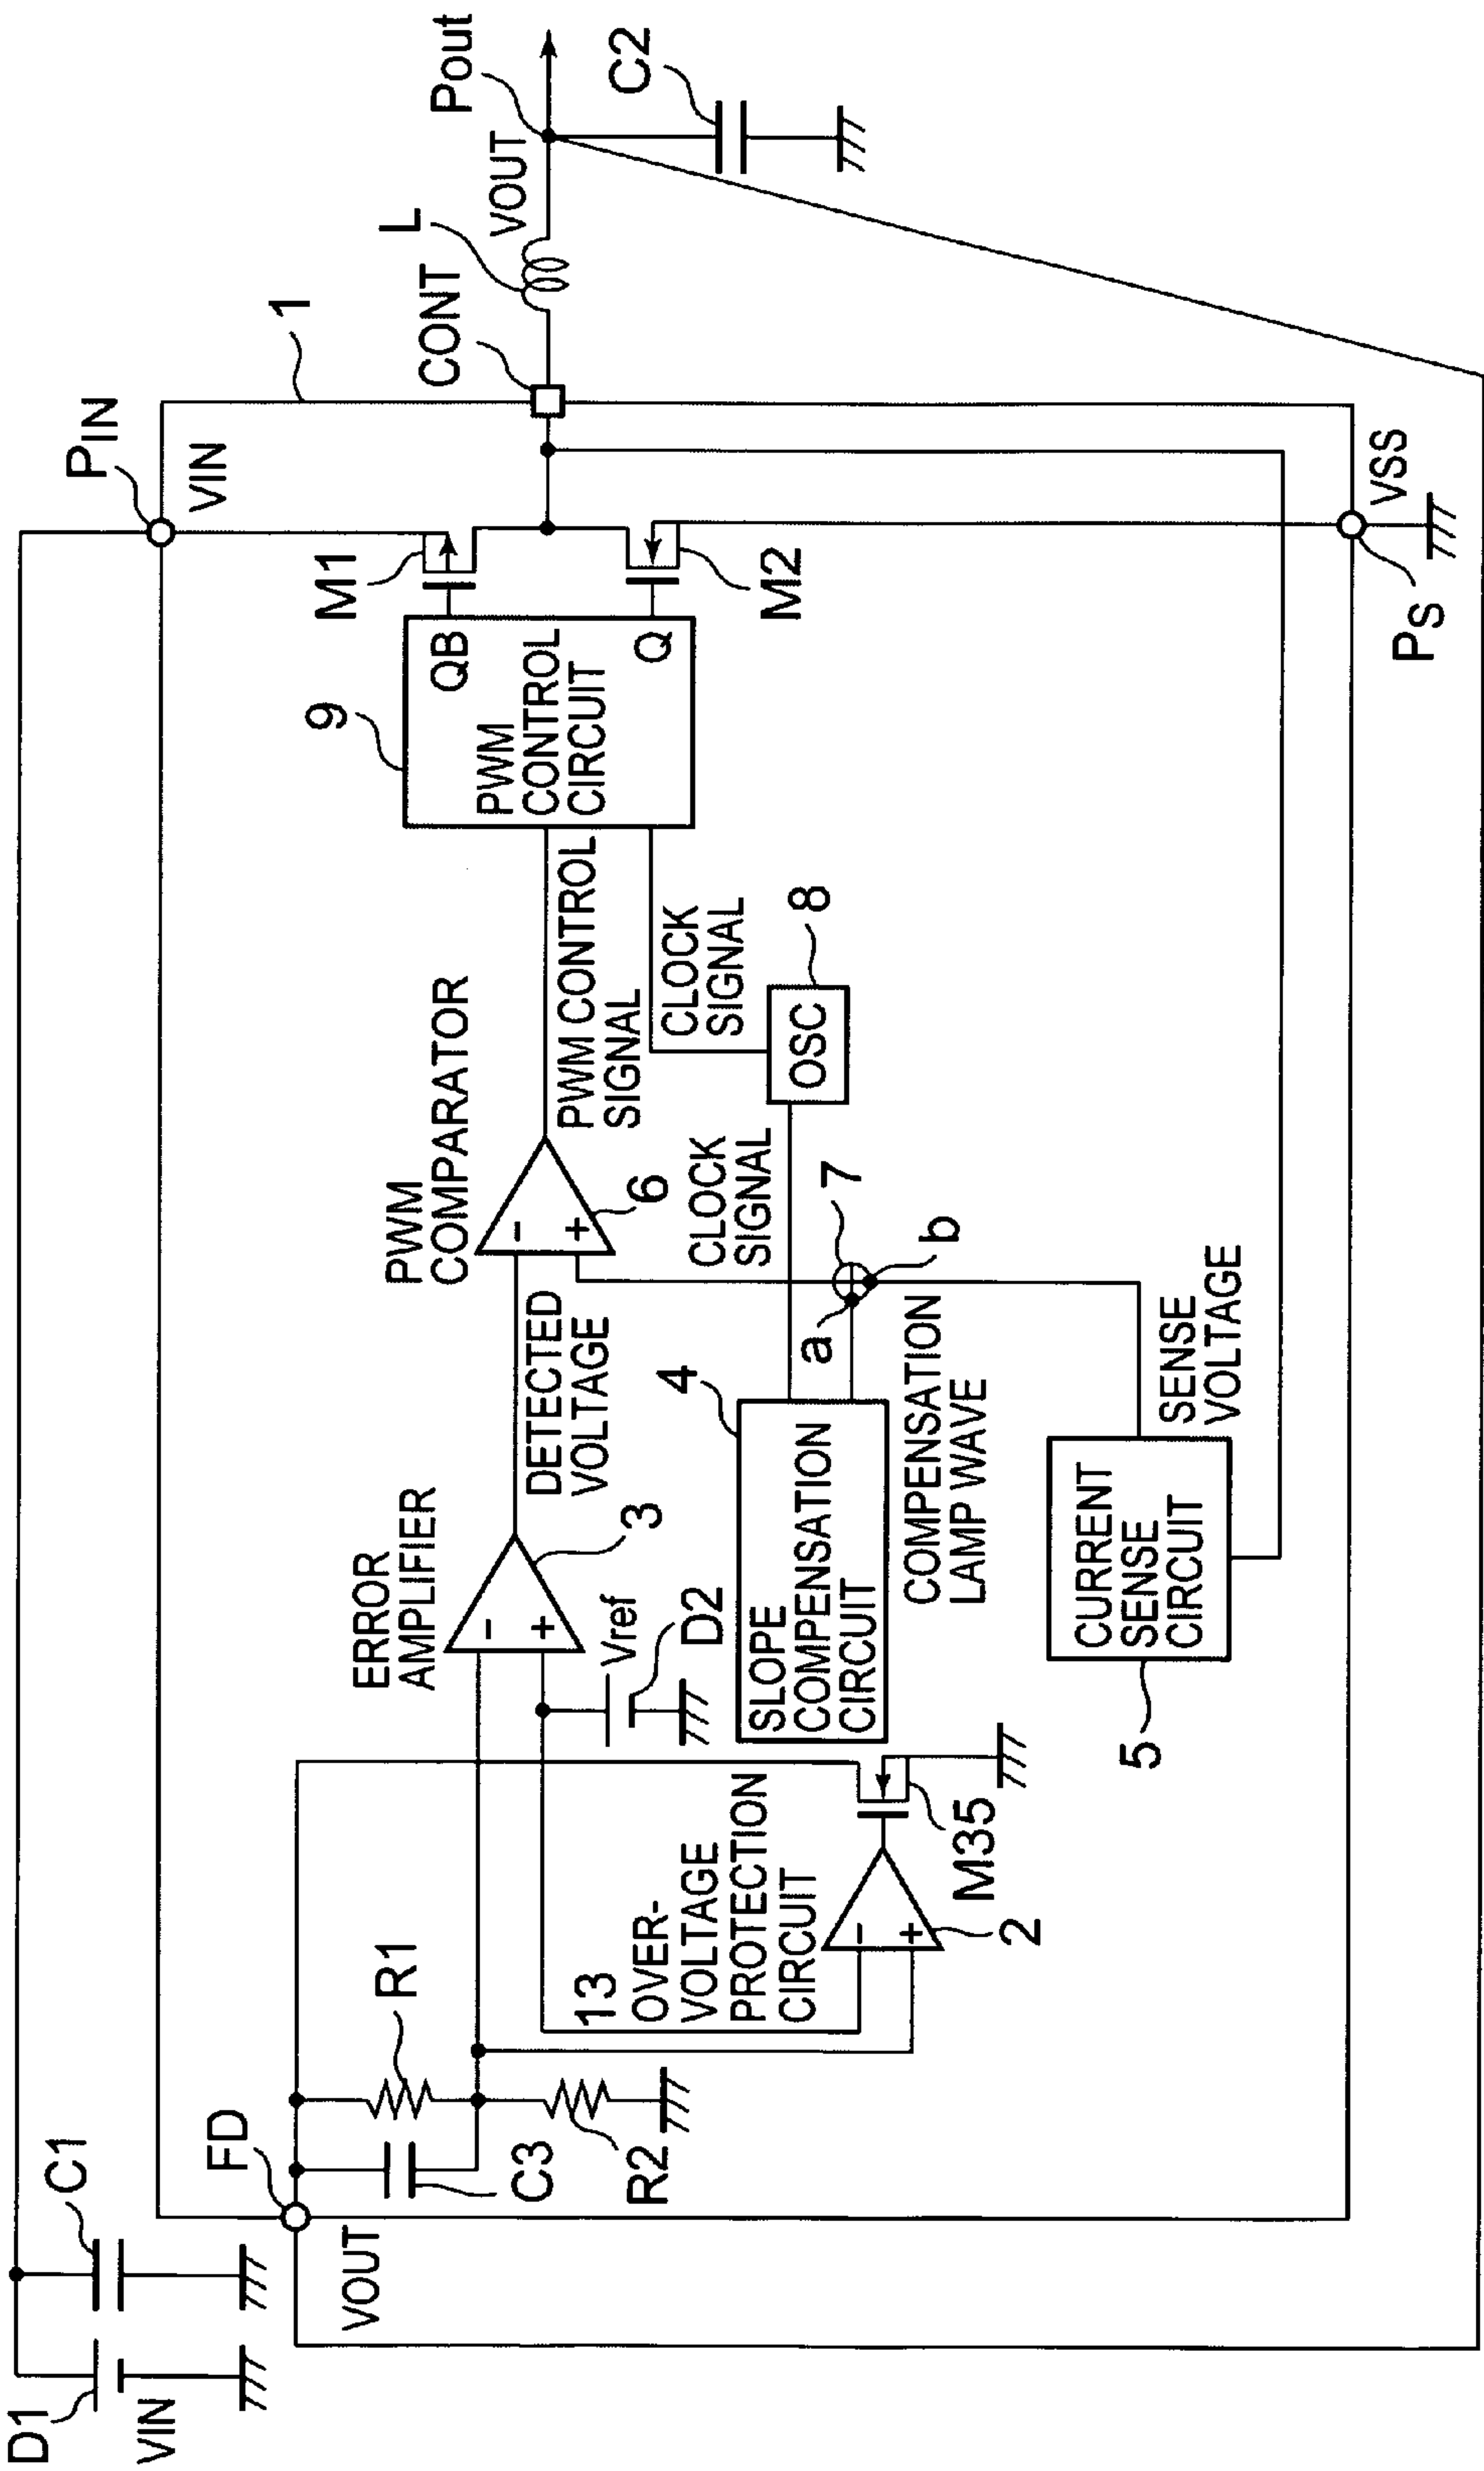 D1
VIN
C1
FD
VOUT
C3
R1
R2
13
OVER-
VOLTAGE
PROTECTION
CIRCUIT
-
+
2
M35
ERROR
AMPLIFIER
-
+
3
Vref
D2
DETECTED
VOLTAGE
4
SLOPE
COMPENSATION
CIRCUIT
COMPENSATION
LAMP WAVE
CURRENT
SENSE
CIRCUIT
5
SENSE
VOLTAGE
a
b
7
PWM
COMPARATOR
-
+
6
CLOCK
SIGNAL
OSC
8
PWM CONTROL
SIGNAL
CLOCK
SIGNAL
9
PWM
CONTROL
CIRCUIT
QB
Q
M1
M2
PIN
VIN
1
CONT
L
VOUT
Pout
C2
VSS
PS